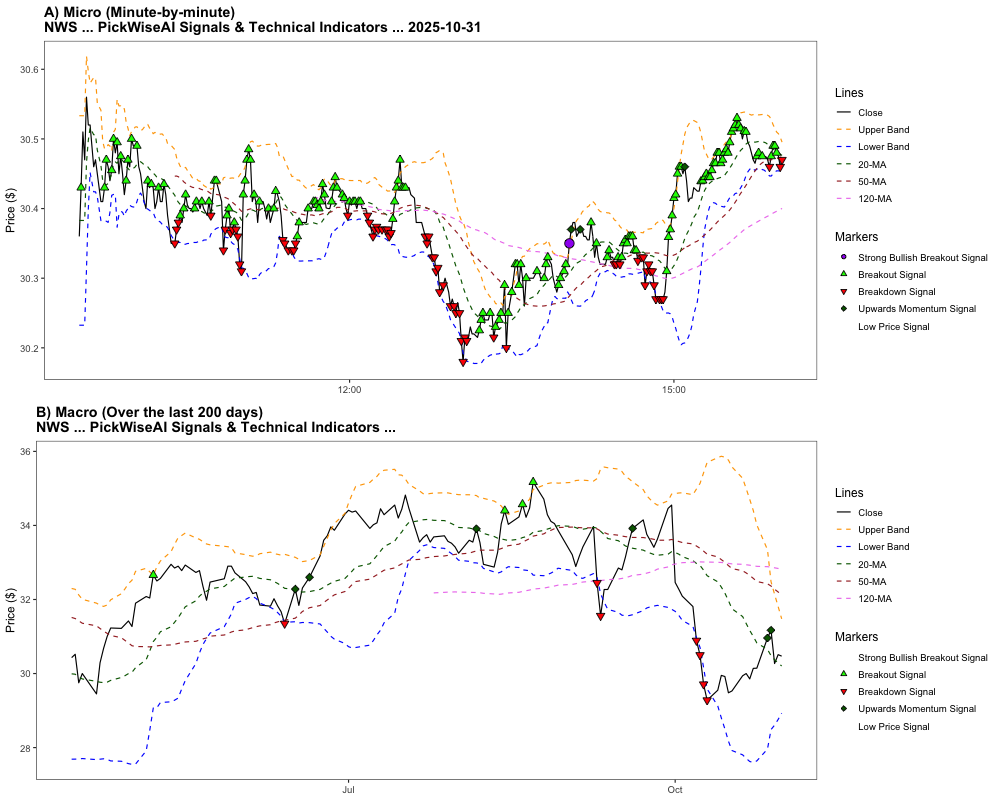 A) Micro (Minute-by-minute)
NWS ... PickWiseAI Signals & Technical Indicators ... 2025-10-31
30.6
30.5
30.4
30.3
30.2
Price ($)
12:00
15:00
Lines
Close
Upper Band
Lower Band
20-MA
50-MA
120-MA
Markers
Strong Bullish Breakout Signal
Breakout Signal
Breakdown Signal
Upwards Momentum Signal
Low Price Signal
B) Macro (Over the last 200 days)
NWS ... PickWiseAI Signals & Technical Indicators ...
36
34
32
30
28
Price ($)
Jul
Oct
Lines
Close
Upper Band
Lower Band
20-MA
50-MA
120-MA
Markers
Strong Bullish Breakout Signal
Breakout Signal
Breakdown Signal
Upwards Momentum Signal
Low Price Signal